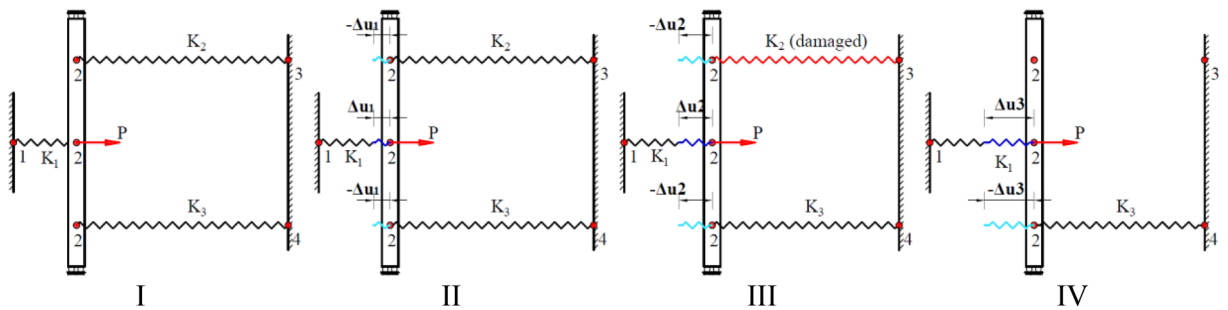 K₂
2
3
P
1
K₁
2
K₃
2
4
I
-Δu₁
K₂
2
3
Δu₁
P
1
K₁
2
-Δu₁
K₃
2
4
II
-Δu2
K₂ (damaged)
2
3
Δu2
P
1
K₁
2
-Δu2
K₃
2
4
III
2
3
Δu3
P
1
K₁
2
-Δu3
K₃
2
4
IV